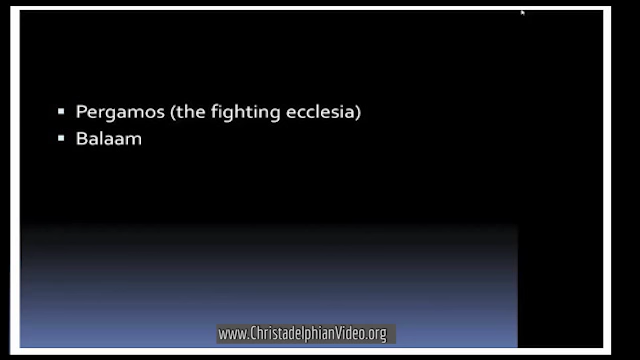 ▪ Pergamos (the fighting ecclesia)
▪ Balaam
www.ChristadelphianVideo.org